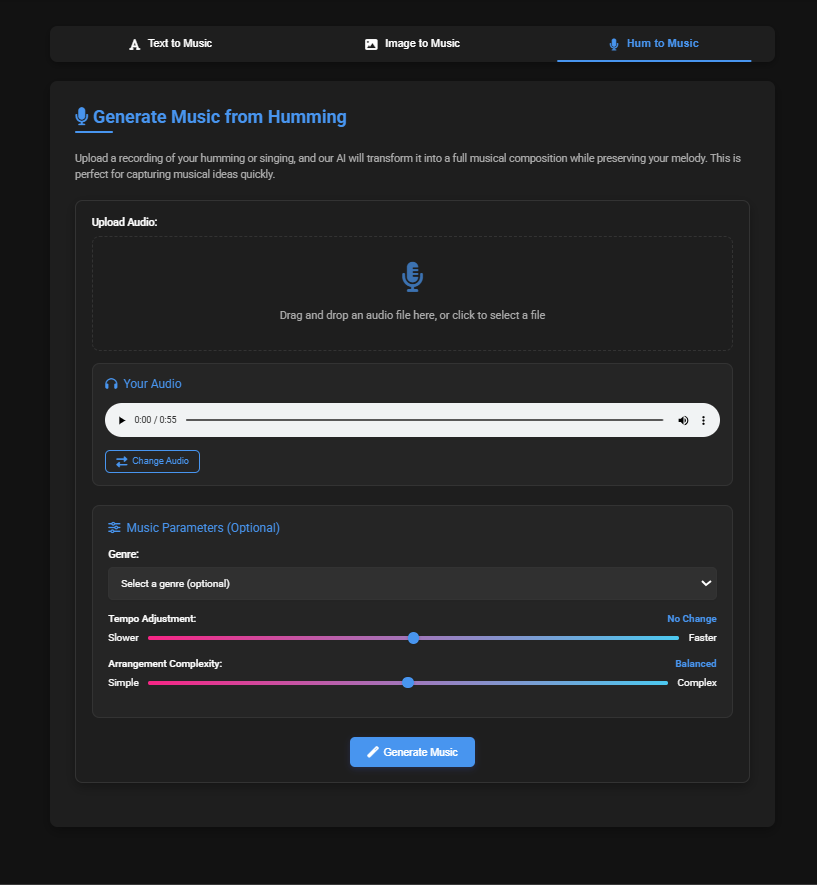 Text to Music
Image to Music
Hum to Music
Generate Music from Humming
Upload a recording of your humming or singing, and our AI will transform it into a full musical composition while preserving your melody. This is
perfect for capturing musical ideas quickly.
Upload Audio:
Drag and drop an audio file here, or click to select a file
Your Audio
0:00 / 0:55
Change Audio
Music Parameters (Optional)
Genre:
Select a genre (optional)
Tempo Adjustment:
No Change
Slower
Faster
Arrangement Complexity:
Balanced
Simple
Complex
Generate Music